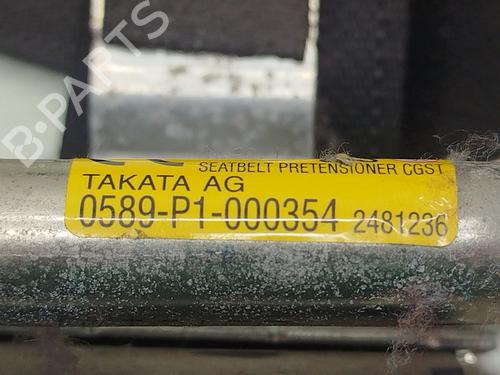 SEATBELT PRETENSIONER CGST
TAKATA AG
0589-P1-000354 2481236
B-PARTS